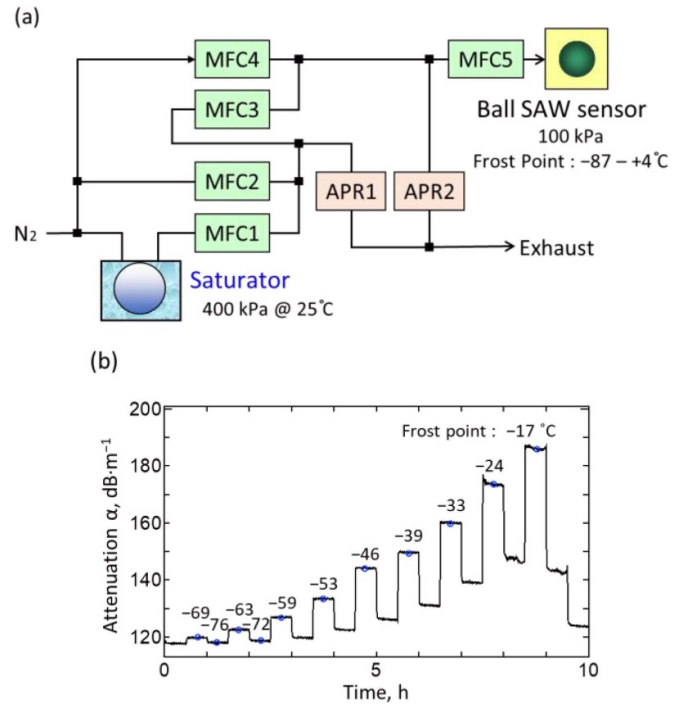 (a)
MFC4
MFC5
MFC3
Ball SAW sensor
100 kPa
Frost Point : −87 – +4℃
MFC2
APR1
APR2
N₂
MFC1
Exhaust
Saturator
400 kPa @ 25℃
(b)
200
Frost point : −17 ℃
180
−24
−33
160
−39
−46
140
−53
−59
−69
−63
−76
−72
120
Attenuation α, dB·m⁻¹
0
5
10
Time, h